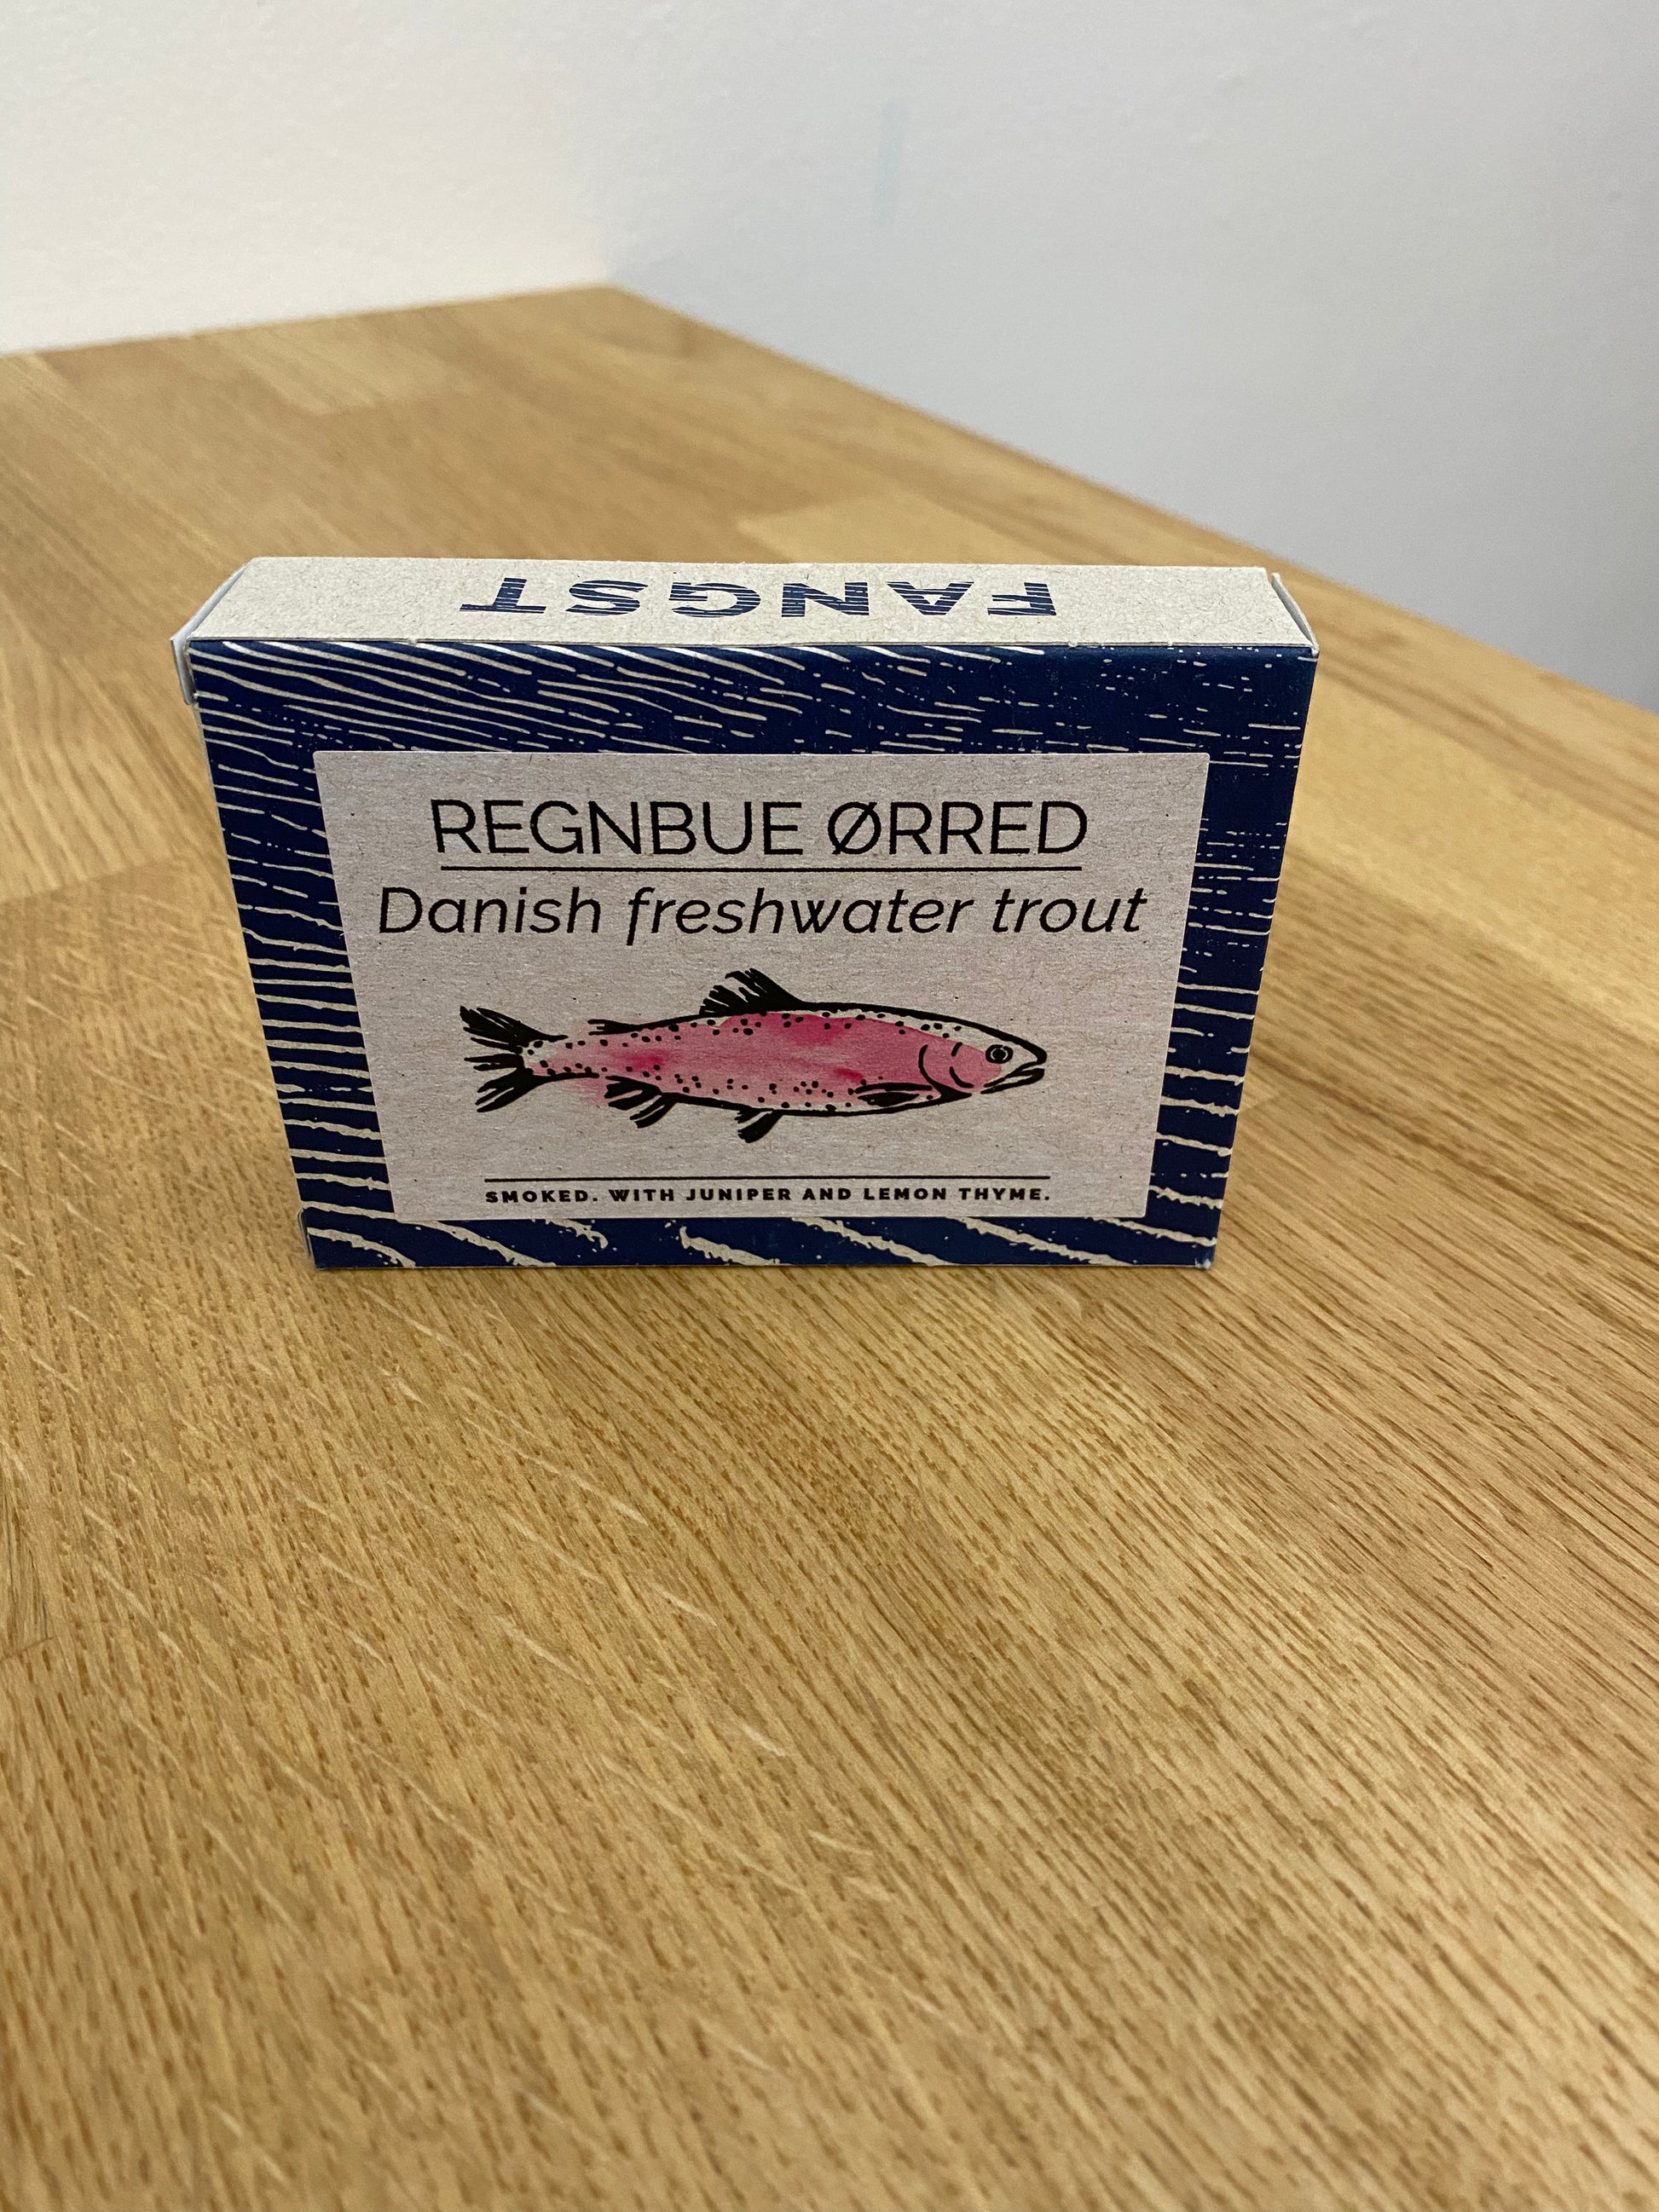 FANGST
REGNBUE ØRRED
Danish freshwater trout
SMOKED. WITH JUNIPER AND LEMON THYME.